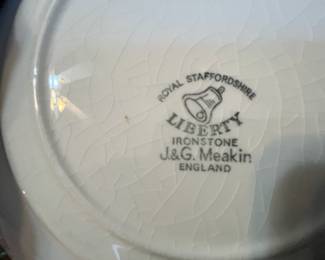 ROYAL STAFFORDSHIRE
LIBERTY
IRONSTONE
J.&G. Meakin
ENGLAND